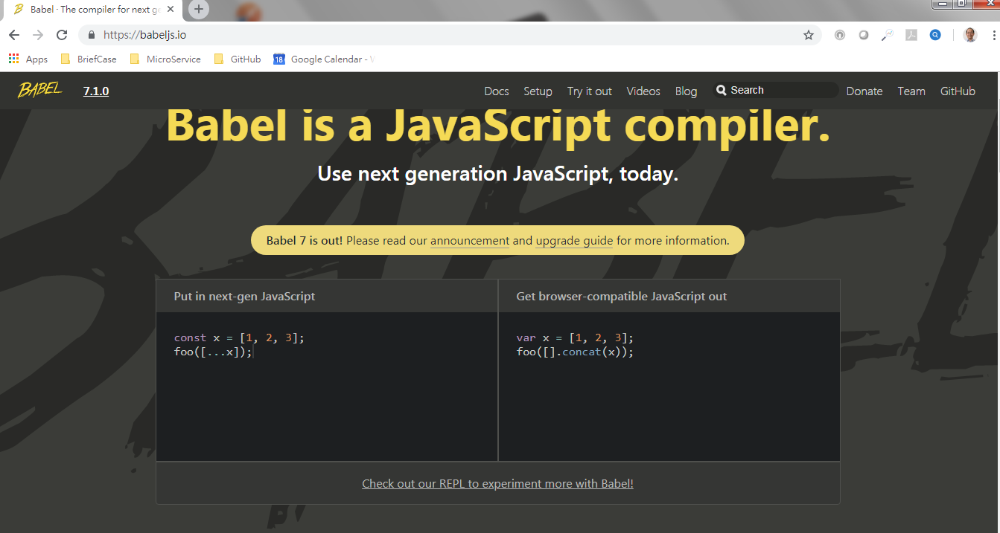 Babel · The compiler for next ge
https://babeljs.io
Apps BriefCase MicroService GitHub 18 Google Calendar -
BABEL 7.1.0 Docs Setup Try it out Videos Blog Search Donate Team GitHub
Babel is a JavaScript compiler.
Use next generation JavaScript, today.
Babel 7 is out! Please read our announcement and upgrade guide for more information.
Put in next-gen JavaScript
const x = [1, 2, 3];
foo([...x]);
Get browser-compatible JavaScript out
var x = [1, 2, 3];
foo([].concat(x));
Check out our REPL to experiment more with Babel!